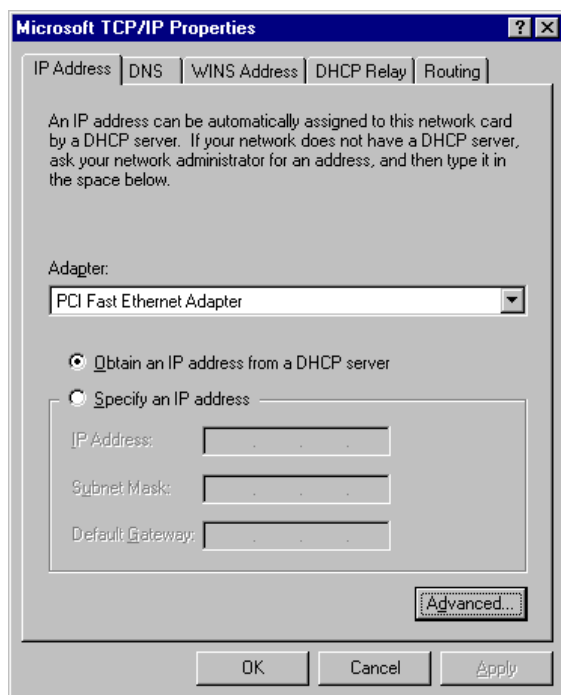 Microsoft TCP/IP Properties
IP Address DNS WINS Address DHCP Relay Routing
An IP address can be automatically assigned to this network card
by a DHCP server. If your network does not have a DHCP server,
ask your network administrator for an address, and then type it in
the space below.
Adapter:
PCI Fast Ethernet Adapter
Obtain an IP address from a DHCP server
Specify an IP address
IP Address:
Subnet Mask:
Default Gateway:
Advanced...
OK Cancel Apply